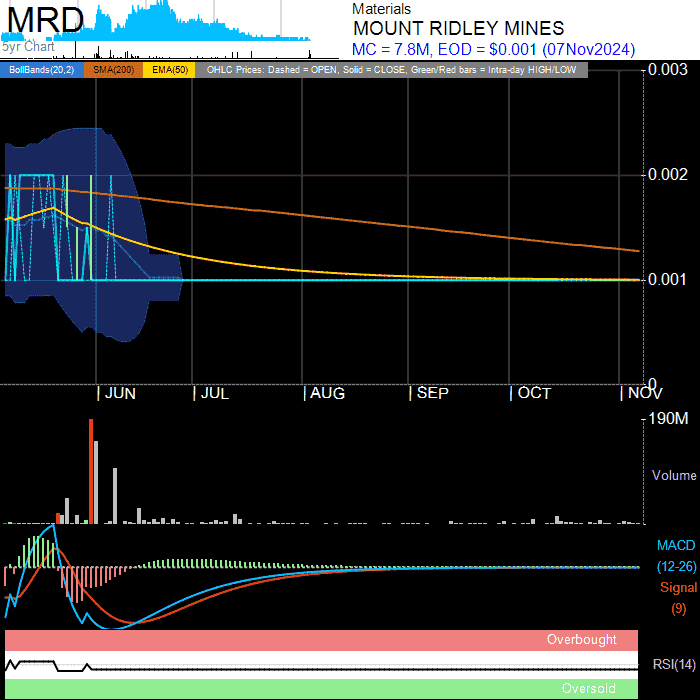 MRD
5yr Chart
Materials
MOUNT RIDLEY MINES
MC = 7.8M, EOD = $0.001 (07Nov2024)
BollBands(20,2) SMA(200) EMA(50) OHLC Prices: Dashed = OPEN, Solid = CLOSE, Green/Red bars = Intra-day HIGH/LOW
0.003
0.002
0.001
0
| JUN | JUL | AUG | SEP | OCT | NOV
190M
Volume
MACD
(12-26)
Signal
(9)
Overbought
RSI(14)
Oversold